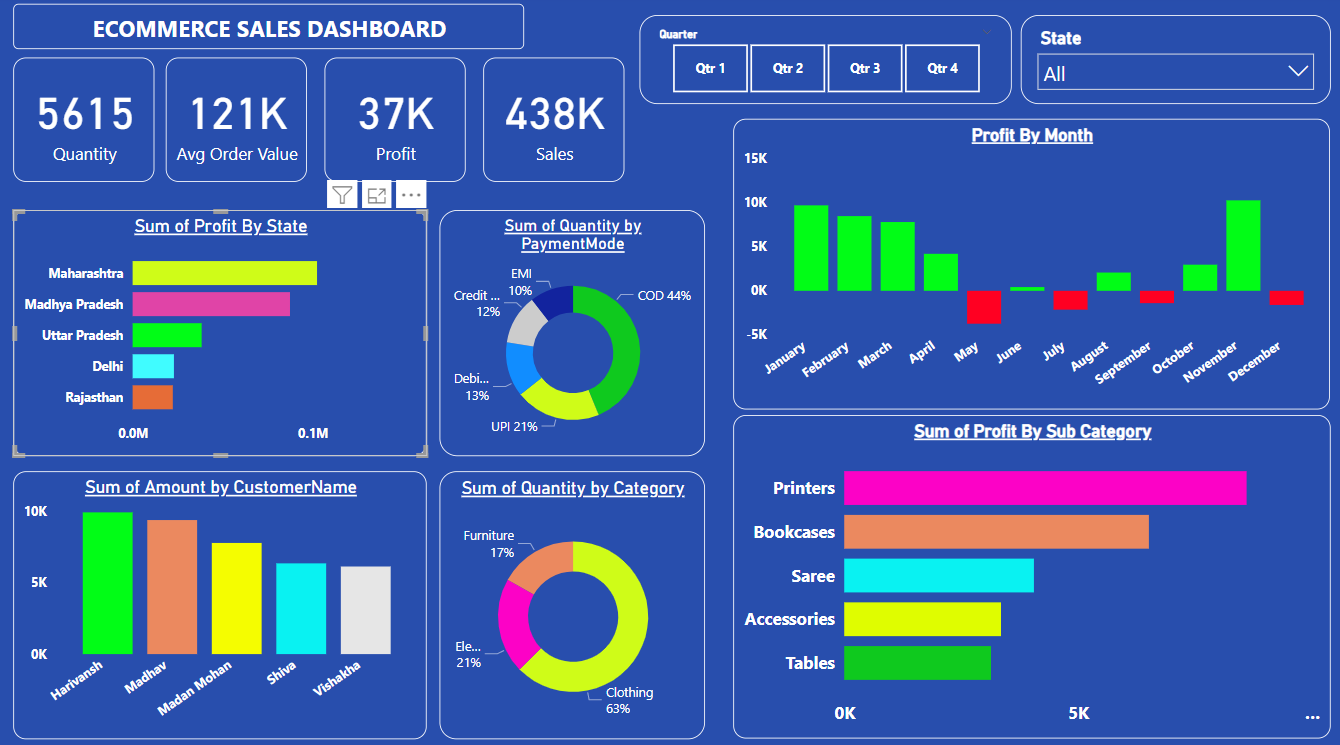 ECOMMERCE SALES DASHBOARD
Quarter
Qtr 1
Qtr 2
Qtr 3
Qtr 4
State
All
5615
Quantity
121K
Avg Order Value
37K
Profit
438K
Sales
Profit By Month
15K
10K
5K
0K
-5K
January
February
March
April
May
June
July
August
September
October
November
December
Sum of Profit By State
Maharashtra
Madhya Pradesh
Uttar Pradesh
Delhi
Rajasthan
0.0M
0.1M
Sum of Quantity by
PaymentMode
EMI
10%
Credit ...
12%
Debi...
13%
UPI 21%
COD 44%
Sum of Profit By Sub Category
Printers
Bookcases
Saree
Accessories
Tables
0K
5K
...
Sum of Amount by CustomerName
10K
5K
0K
Harivansh
Madhav
Madan Mohan
Shiva
Vishakha
Sum of Quantity by Category
Furniture
17%
Ele...
21%
Clothing
63%